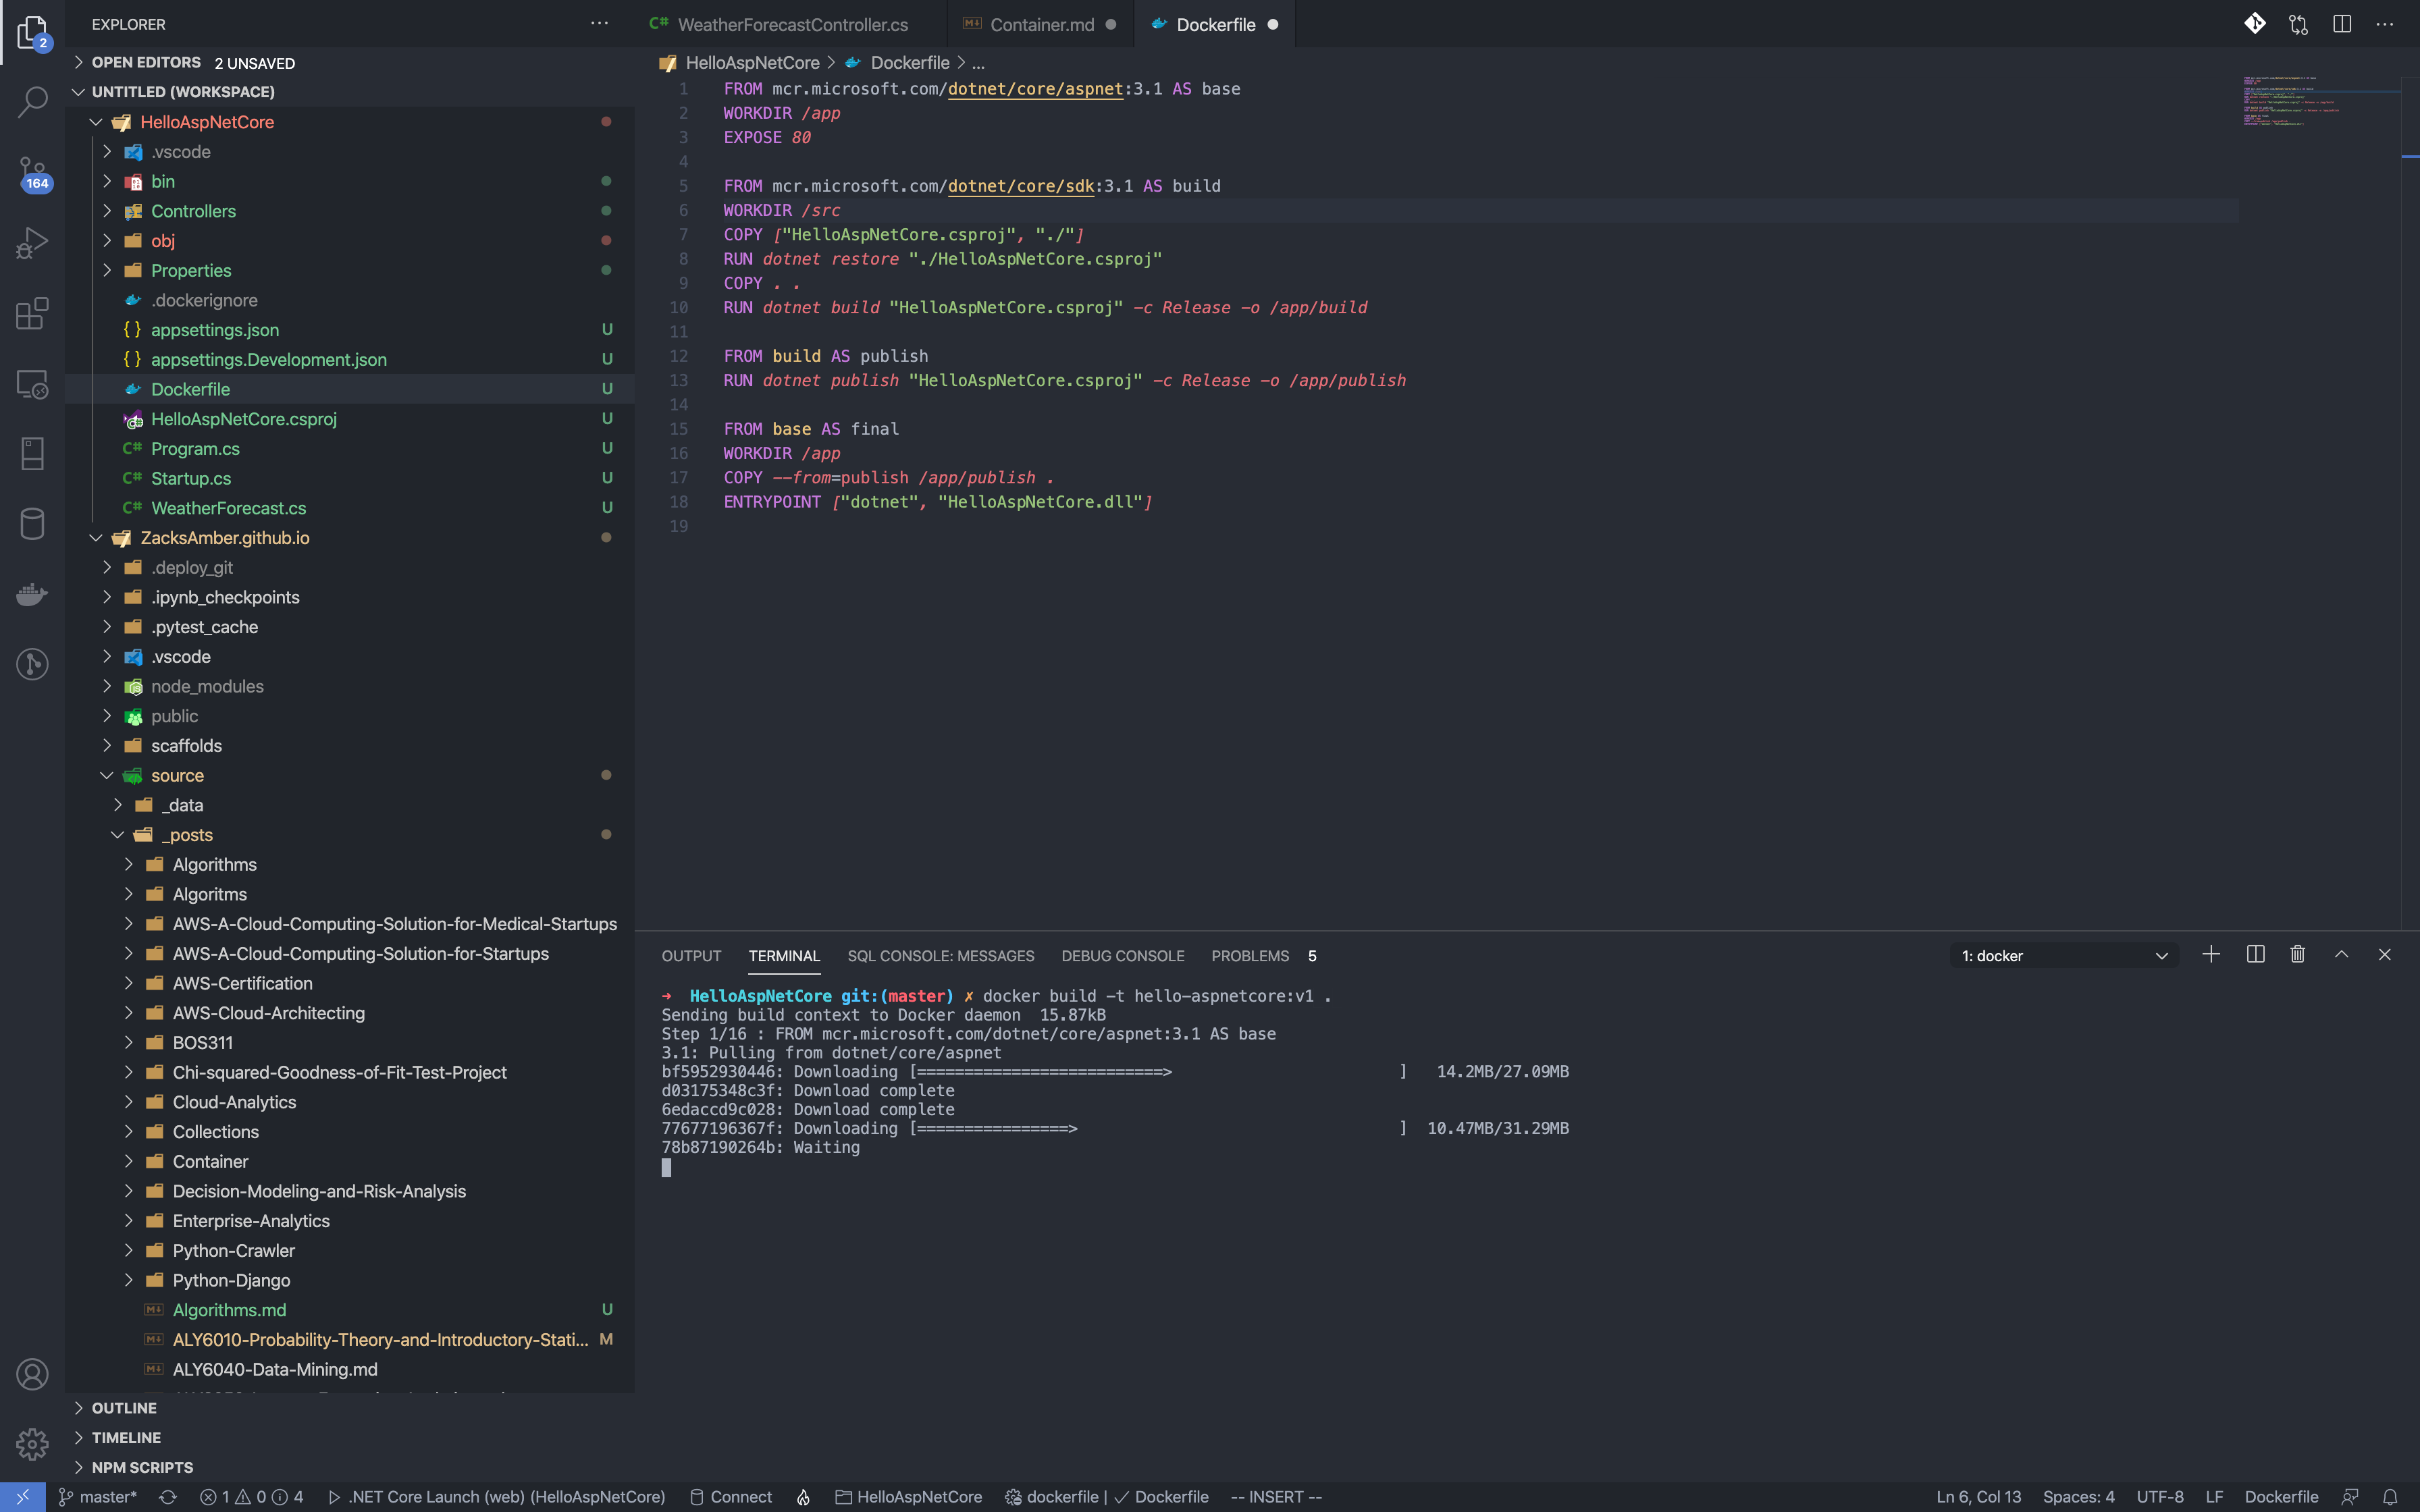 EXPLORER
2
OPEN EDITORS 2 UNSAVED
UNTITLED (WORKSPACE)
HelloAspNetCore
.vscode
164
bin
Controllers
obj
Properties
.dockerignore
{} appsettings.json U
{} appsettings.Development.json U
Dockerfile U
HelloAspNetCore.csproj U
C# Program.cs U
C# Startup.cs U
C# WeatherForecast.cs U
ZacksAmber.github.io
.deploy_git
.ipynb_checkpoints
.pytest_cache
.vscode
node_modules
public
scaffolds
source
_data
_posts
Algorithms
Algoritms
AWS-A-Cloud-Computing-Solution-for-Medical-Startups
AWS-A-Cloud-Computing-Solution-for-Startups
AWS-Certification
AWS-Cloud-Architecting
BOS311
Chi-squared-Goodness-of-Fit-Test-Project
Cloud-Analytics
Collections
Container
Decision-Modeling-and-Risk-Analysis
Enterprise-Analytics
Python-Crawler
Python-Django
Algorithms.md U
ALY6010-Probability-Theory-and-Introductory-Stati... M
ALY6040-Data-Mining.md
OUTLINE
TIMELINE
NPM SCRIPTS
C# WeatherForecastController.cs Container.md Dockerfile
HelloAspNetCore > Dockerfile > ...
1 FROM mcr.microsoft.com/dotnet/core/aspnet:3.1 AS base
2 WORKDIR /app
3 EXPOSE 80
4
5 FROM mcr.microsoft.com/dotnet/core/sdk:3.1 AS build
6 WORKDIR /src
7 COPY ["HelloAspNetCore.csproj", "./"]
8 RUN dotnet restore "./HelloAspNetCore.csproj"
9 COPY . .
10 RUN dotnet build "HelloAspNetCore.csproj" -c Release -o /app/build
11
12 FROM build AS publish
13 RUN dotnet publish "HelloAspNetCore.csproj" -c Release -o /app/publish
14
15 FROM base AS final
16 WORKDIR /app
17 COPY --from=publish /app/publish .
18 ENTRYPOINT ["dotnet", "HelloAspNetCore.dll"]
19
OUTPUT TERMINAL SQL CONSOLE: MESSAGES DEBUG CONSOLE PROBLEMS 5 1: docker
→ HelloAspNetCore git:(master) ✗ docker build -t hello-aspnetcore:v1 .
Sending build context to Docker daemon 15.87kB
Step 1/16 : FROM mcr.microsoft.com/dotnet/core/aspnet:3.1 AS base
3.1: Pulling from dotnet/core/aspnet
bf5952930446: Downloading [==========================> ] 14.2MB/27.09MB
d03175348c3f: Download complete
6edaccd9c028: Download complete
77677196367f: Downloading [================> ] 10.47MB/31.29MB
78b87190264b: Waiting
master* 1 0 4 .NET Core Launch (web) (HelloAspNetCore) Connect HelloAspNetCore dockerfile | ✓ Dockerfile -- INSERT -- Ln 6, Col 13 Spaces: 4 UTF-8 LF Dockerfile